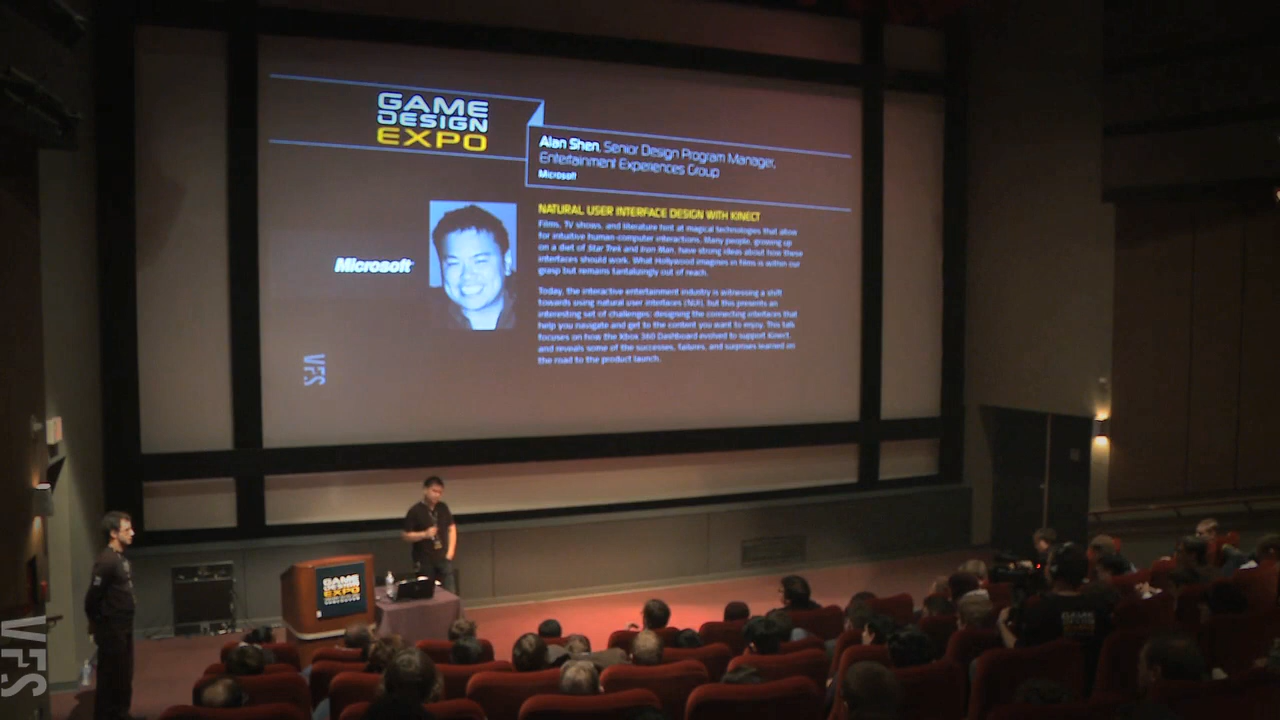 GAME
DESIGN
EXPO
Alan Shen, Senior Design Program Manager,
Entertainment Experiences Group
Microsoft
NATURAL USER INTERFACE DESIGN WITH KINECT
Films, TV shows, and literature hint at magical technologies that allow
for intuitive human-computer interactions. Many people, growing up
on a diet of Star Trek and Iron Man, have strong ideas about how these
interfaces should work. What Hollywood imagines in films is within our
grasp but remains tantalizingly out of reach.
Today, the interactive entertainment industry is witnessing a shift
towards using natural user interfaces (NUI), but this presents an
interesting set of challenges: designing the connecting interfaces that
help you navigate and get to the content you want to enjoy. This talk
focuses on how the Xbox 360 Dashboard evolved to support Kinect,
and reveals some of the successes, failures, and surprises learned on
the road to the product launch.
Microsoft
VFS
GAME
DESIGN
EXPO
VANCOUVER
VFS